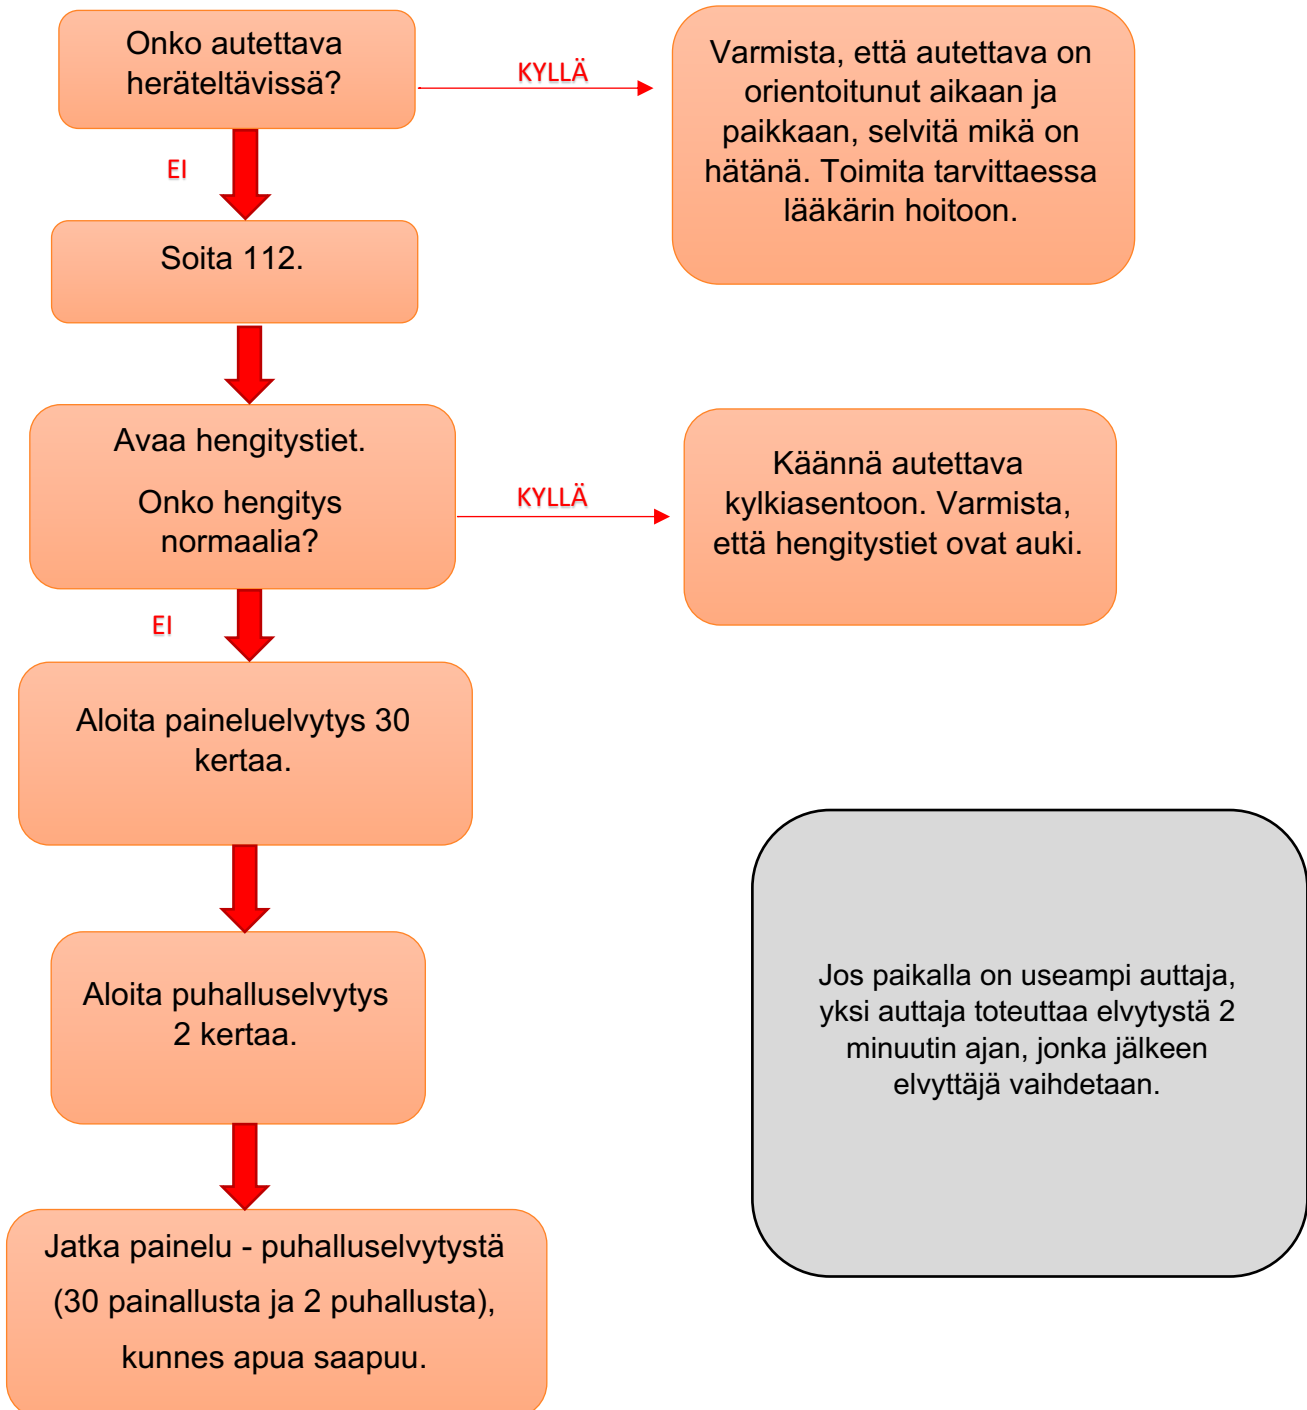 Onko autettava
heräteltävissä?
KYLLÄ
Varmista, että autettava on
orientoitunut aikaan ja
paikkaan, selvitä mikä on
hätänä. Toimita tarvittaessa
lääkärin hoitoon.
EI
Soita 112.
Avaa hengitystiet.
Onko hengitys
normaalia?
KYLLÄ
Käännä autettava
kylkiasentoon. Varmista,
että hengitystiet ovat auki.
EI
Aloita paineluelvytys 30
kertaa.
Aloita puhalluselvytys
2 kertaa.
Jatka painelu - puhalluselvytystä
(30 painallusta ja 2 puhallusta),
kunnes apua saapuu.
Jos paikalla on useampi auttaja,
yksi auttaja toteuttaa elvytystä 2
minuutin ajan, jonka jälkeen
elvyttäjä vaihdetaan.